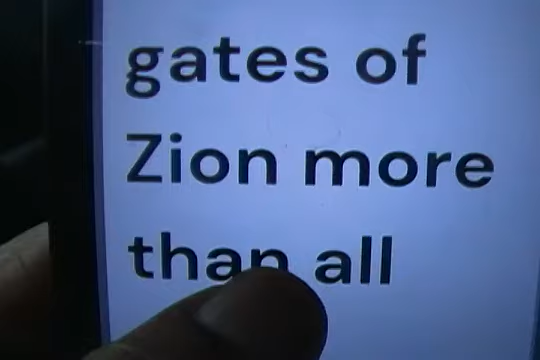 gates of
Zion more
than all